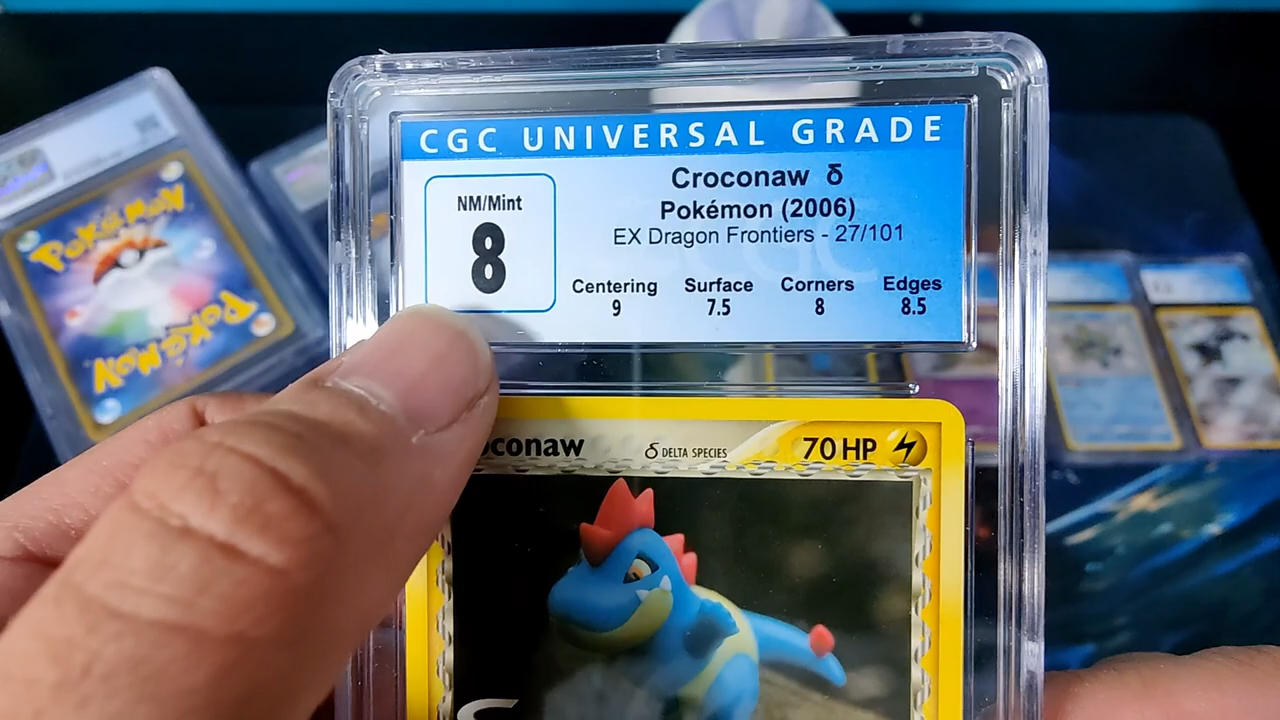 CGC UNIVERSAL GRADE
Croconaw δ
Pokémon (2006)
EX Dragon Frontiers - 27/101
NM/Mint
8
Centering Surface Corners Edges
9 7.5 8 8.5
oconaw δ DELTA SPECIES 70 HP
POKéMON
POKéMON